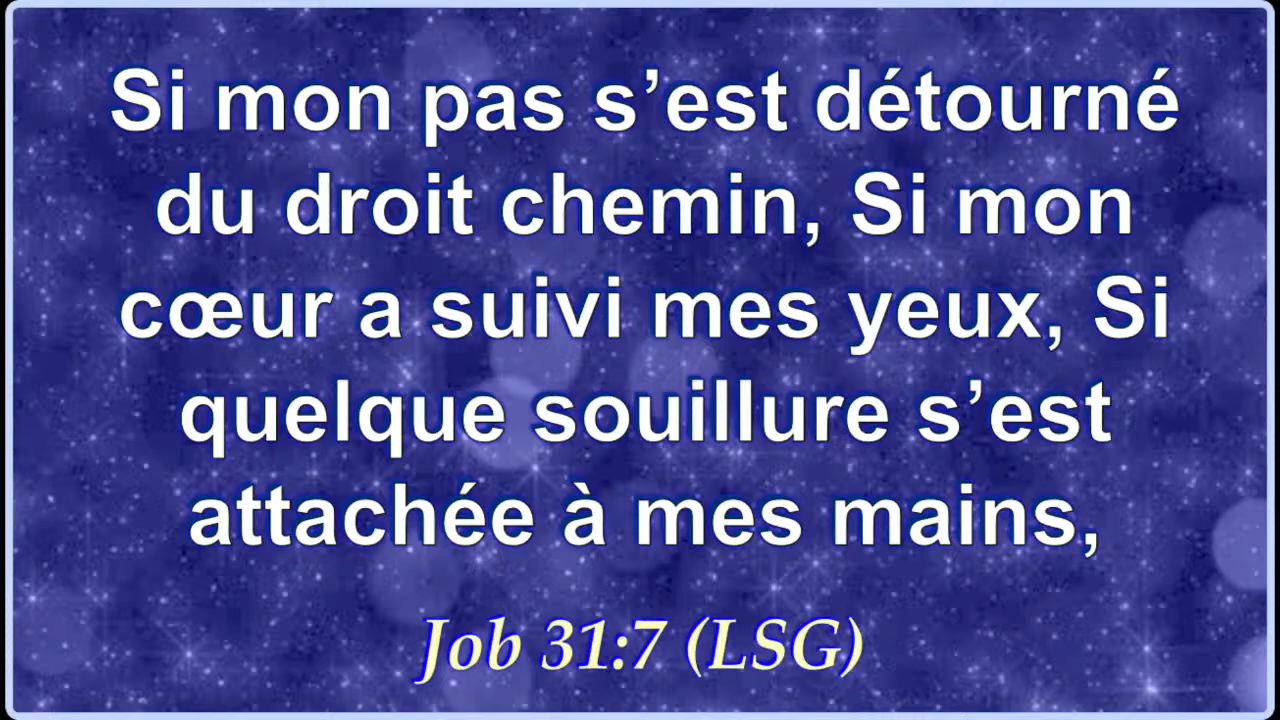 Si mon pas s’est détourné
du droit chemin, Si mon
cœur a suivi mes yeux, Si
quelque souillure s’est
attachée à mes mains,
Job 31:7 (LSG)